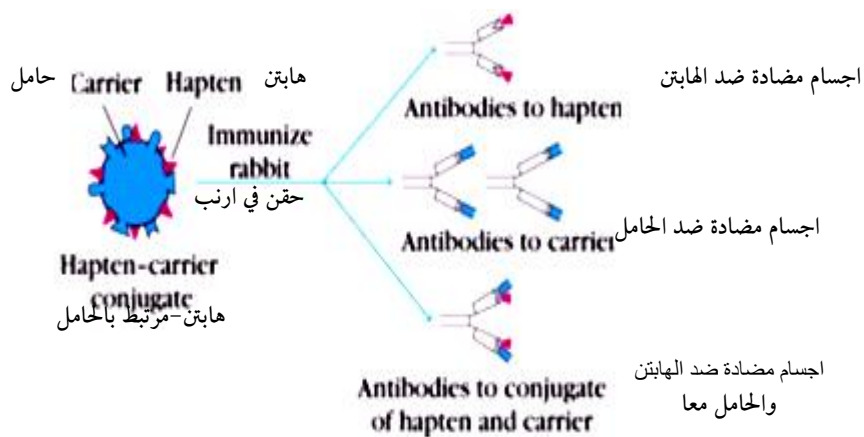 حامل
Carrier
Hapten
هابتن
Immunize
rabbit
حقن في ارنب
Hapten-carrier
conjugate
هابتن-مرتبط بالحامل
Antibodies to hapten
اجسام مضادة ضد الهابتن
Antibodies to carrier
اجسام مضادة ضد الحامل
Antibodies to conjugate
of hapten and carrier
اجسام مضادة ضد الهابتن
والحامل معا